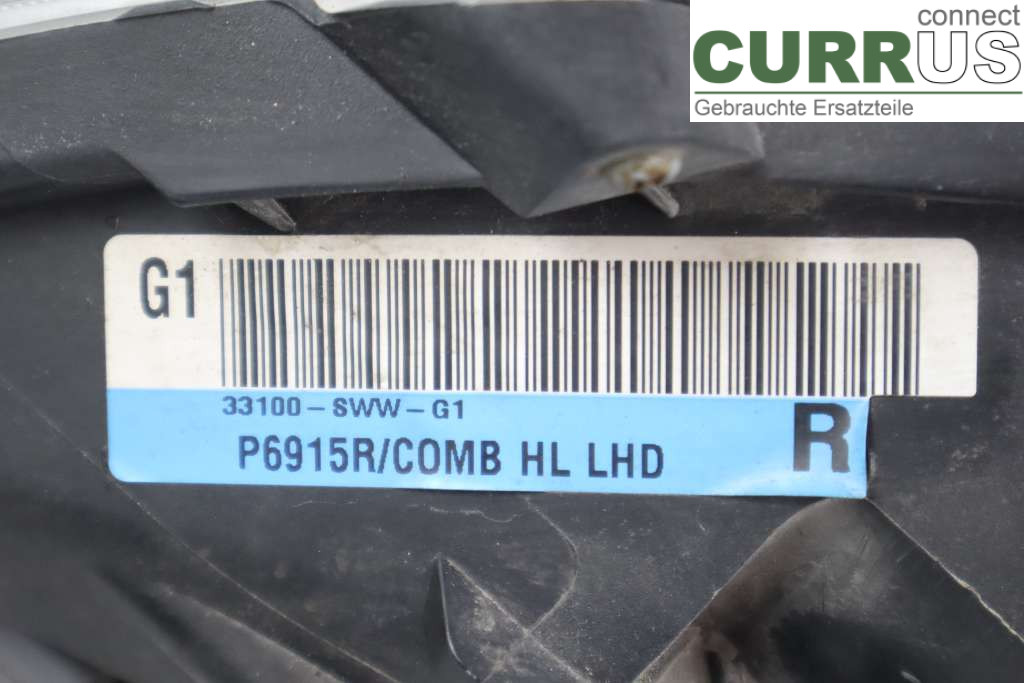 connect
CURRUS
Gebrauchte Ersatzteile
G1
33100-SWW-G1
P6915R/COMB HL LHD
R